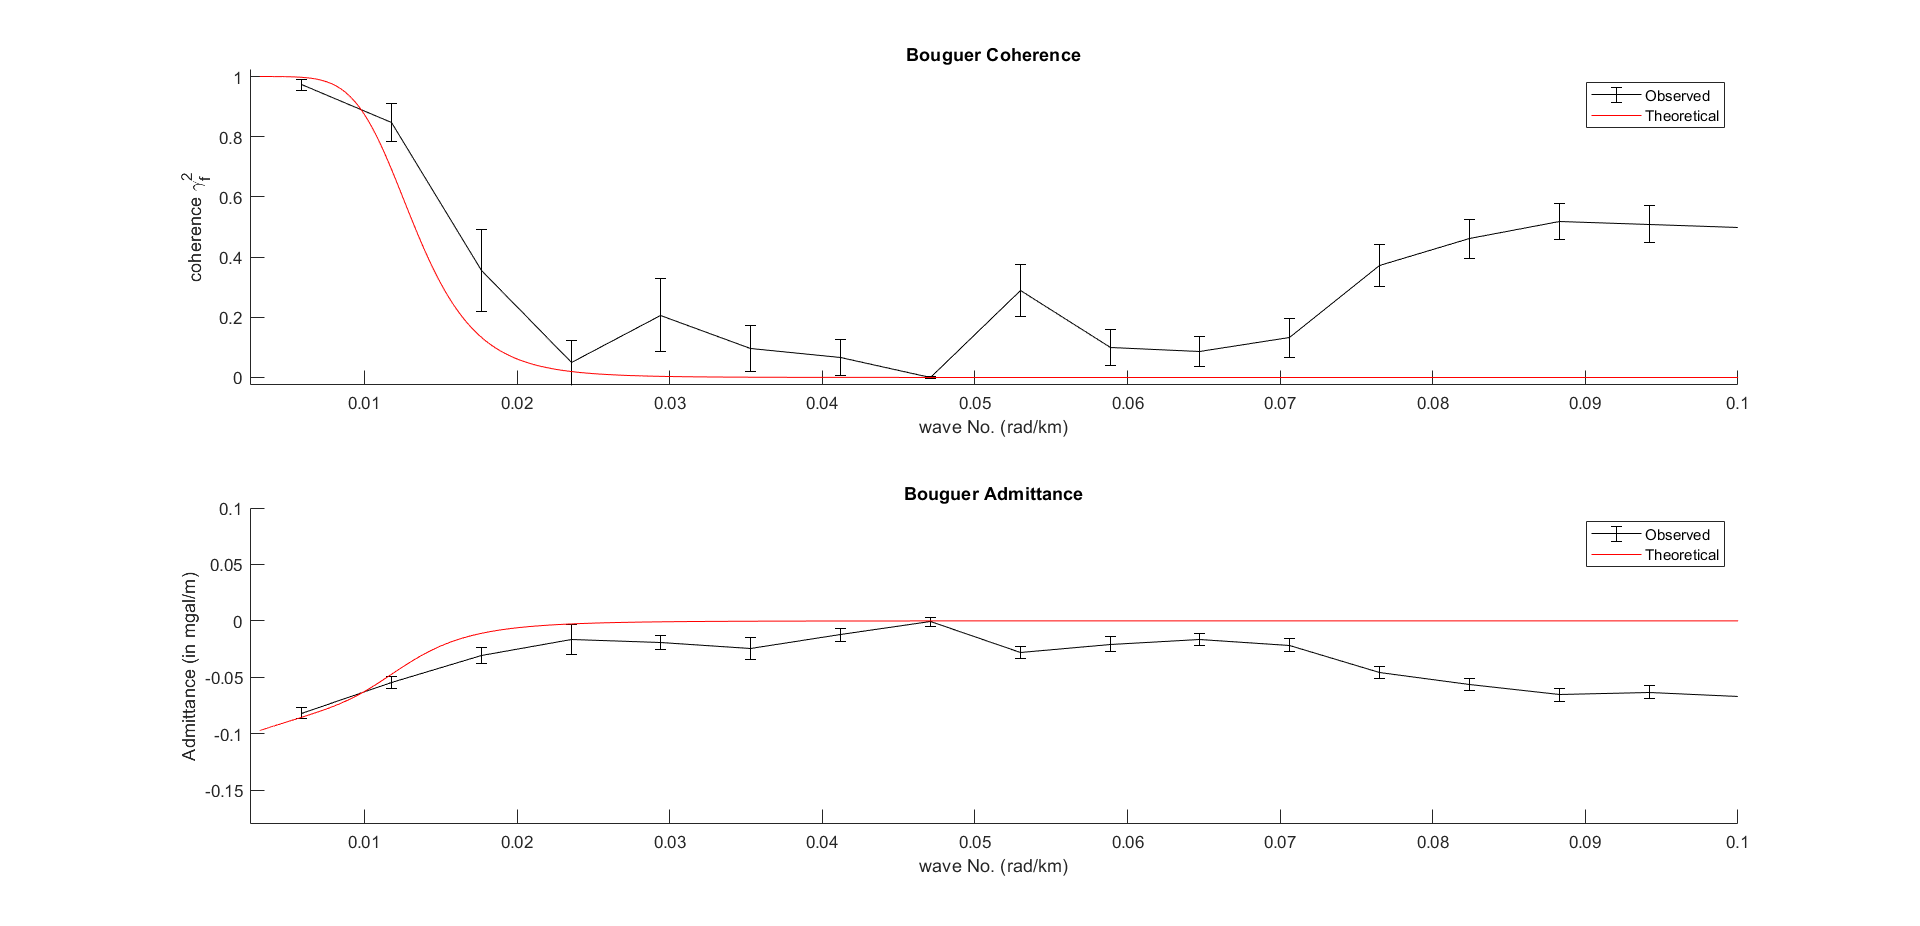 Bouguer Coherence
1
0.8
0.6
0.4
0.2
0
coherence γ_f^2
Observed
Theoretical
0.01 0.02 0.03 0.04 0.05 0.06 0.07 0.08 0.09 0.1
wave No. (rad/km)
Bouguer Admittance
0.1
0.05
0
-0.05
-0.1
-0.15
Admittance (in mgal/m)
Observed
Theoretical
0.01 0.02 0.03 0.04 0.05 0.06 0.07 0.08 0.09 0.1
wave No. (rad/km)